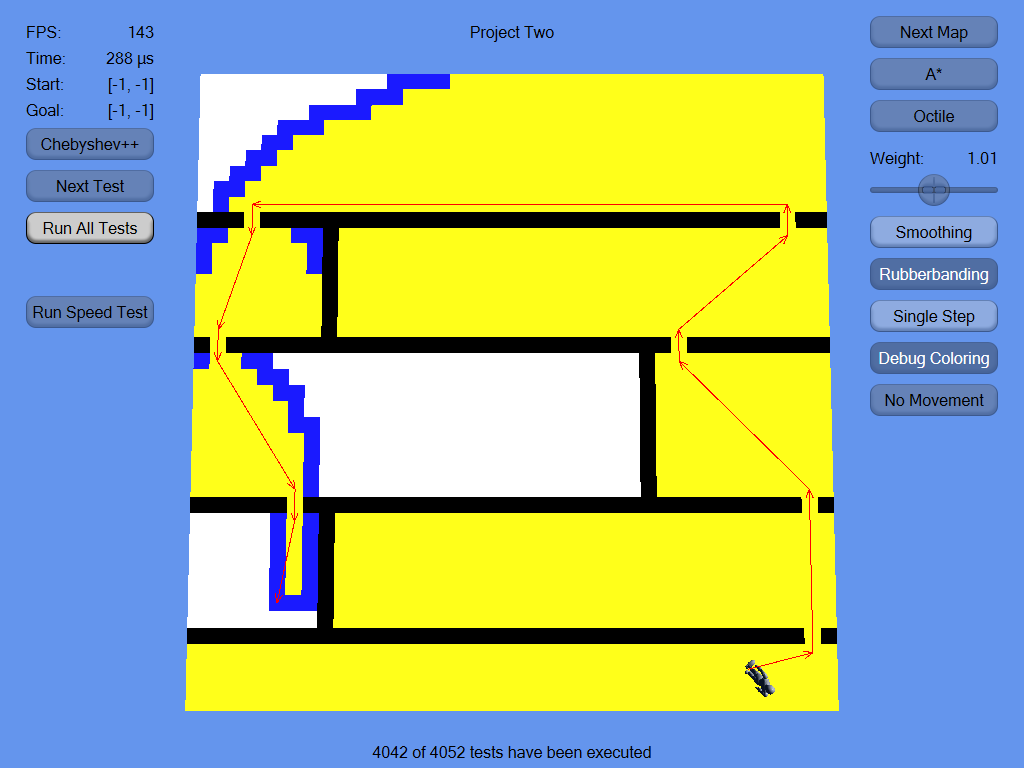 FPS: 143
Time: 288 µs
Start: [-1, -1]
Goal: [-1, -1]
Chebyshev++
Next Test
Run All Tests
Run Speed Test
Project Two
Next Map
A*
Octile
Weight: 1.01
Smoothing
Rubberbanding
Single Step
Debug Coloring
No Movement
4042 of 4052 tests have been executed